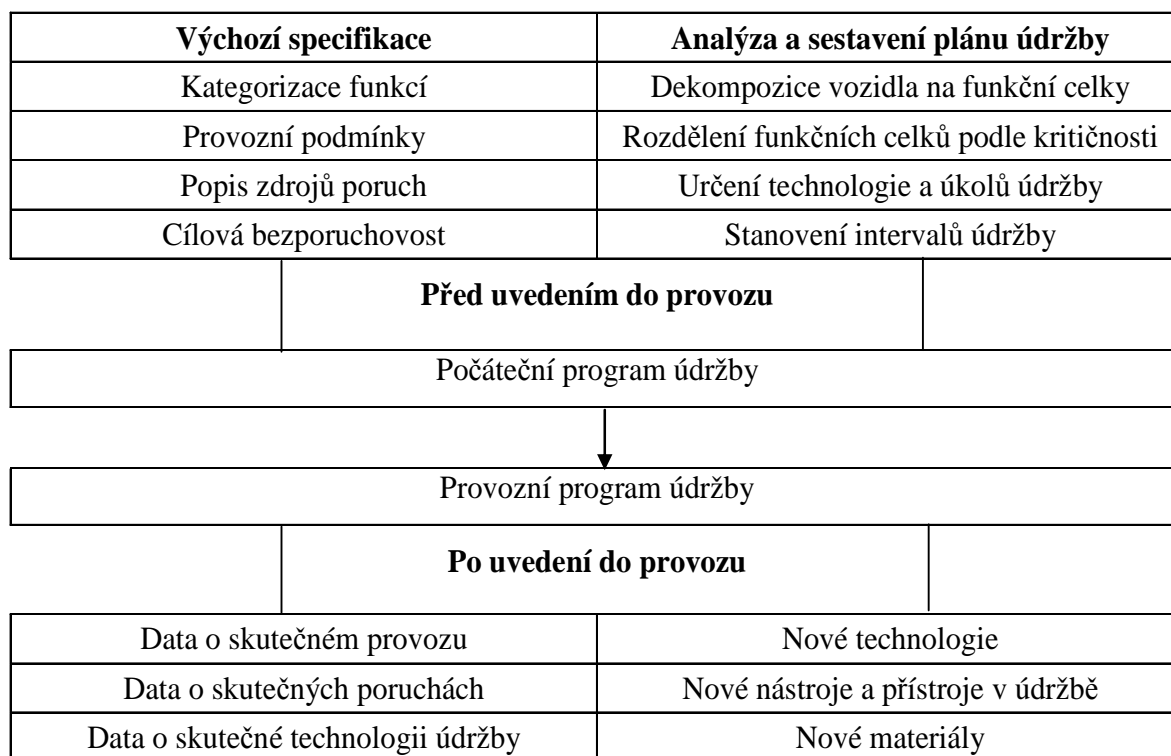 Výchozí specifikace
Analýza a sestavení plánu údržby
Kategorizace funkcí
Dekompozice vozidla na funkční celky
Provozní podmínky
Rozdělení funkčních celků podle kritičnosti
Popis zdrojů poruch
Určení technologie a úkolů údržby
Cílová bezporuchovost
Stanovení intervalů údržby
Před uvedením do provozu
Počáteční program údržby
Provozní program údržby
Po uvedení do provozu
Data o skutečném provozu
Nové technologie
Data o skutečných poruchách
Nové nástroje a přístroje v údržbě
Data o skutečné technologii údržby
Nové materiály